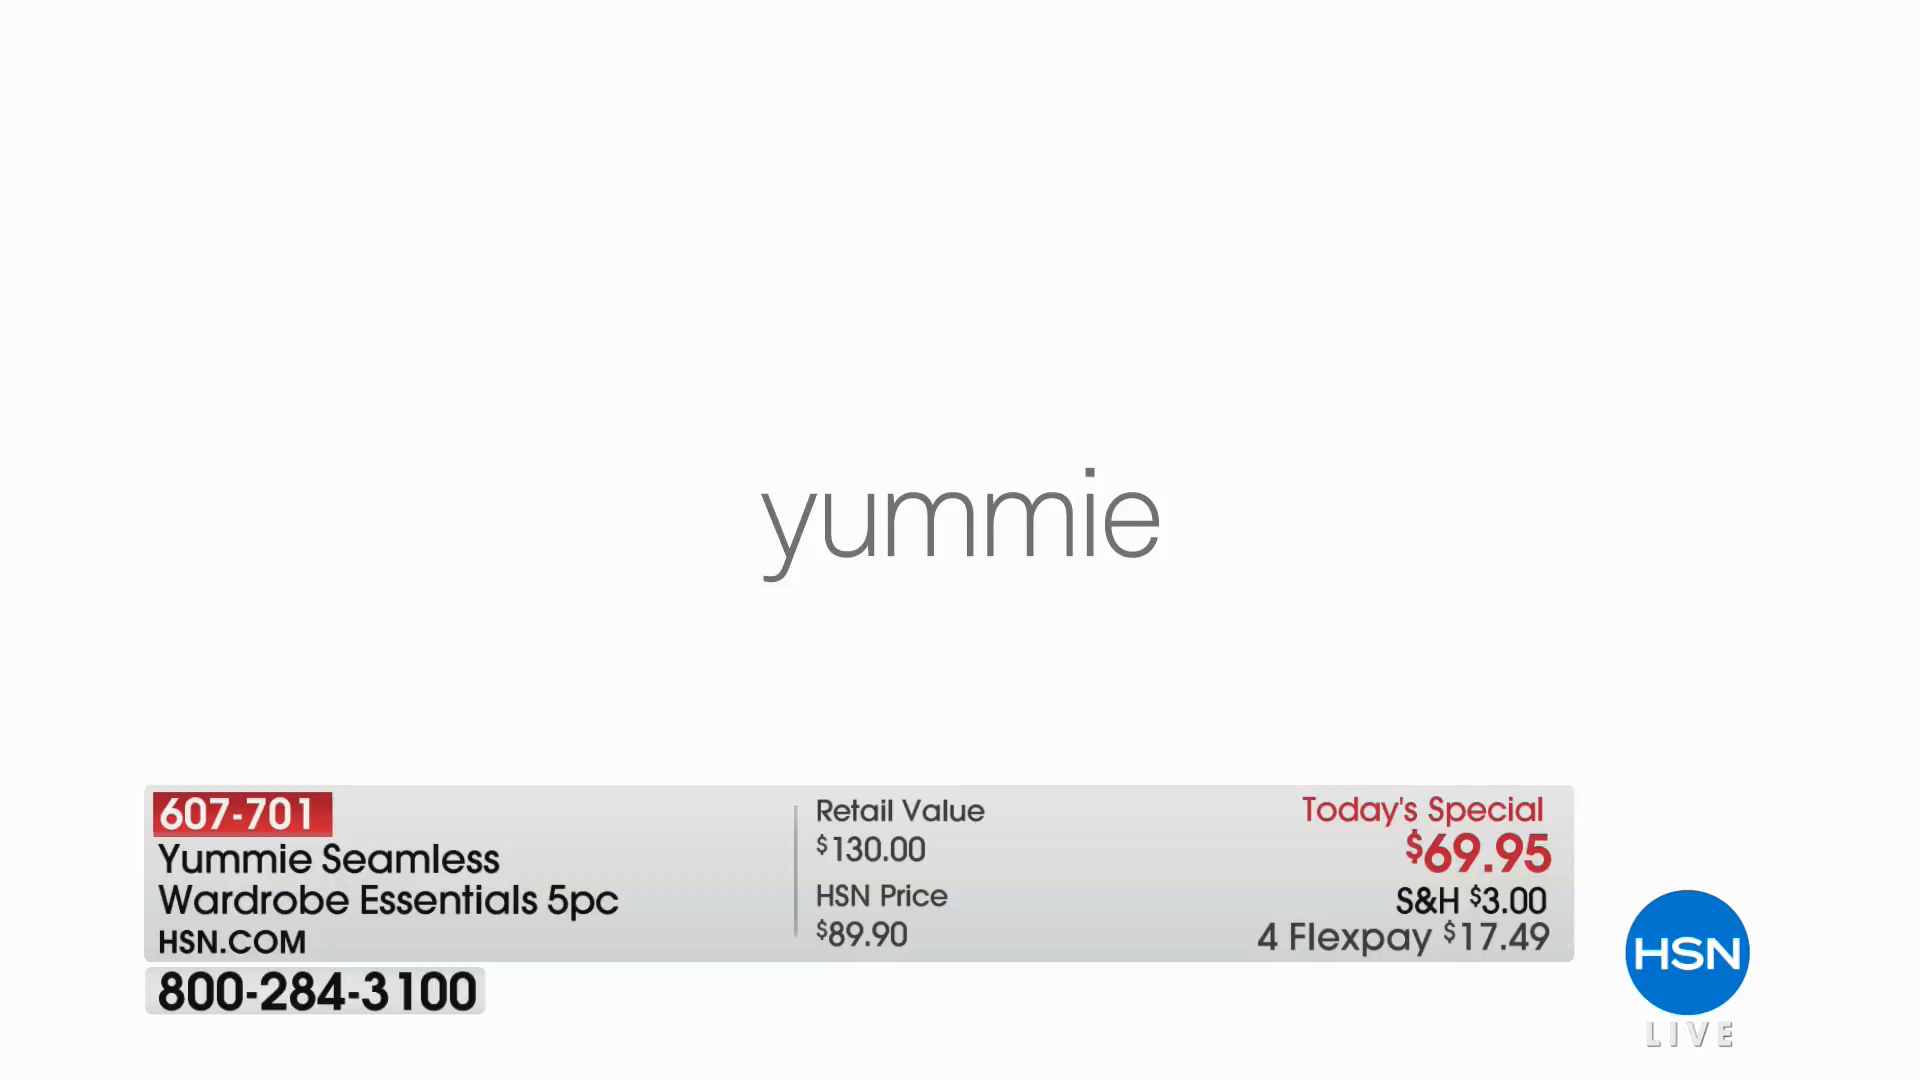 yummie
607-701
Yummie Seamless
Wardrobe Essentials 5pc
HSN.COM
800-284-3100
Retail Value
$130.00
HSN Price
$89.90
Today's Special
$69.95
S&H $3.00
4 Flexpay $17.49
HSN
LIVE